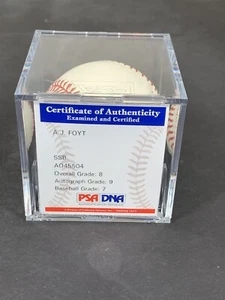 Certificate of Authenticity
Examined and Certified
A.J. FOYT
SSB
A045504
Overall Grade: 8
Autograph Grade: 9
Baseball Grade: 7
PSA DNA